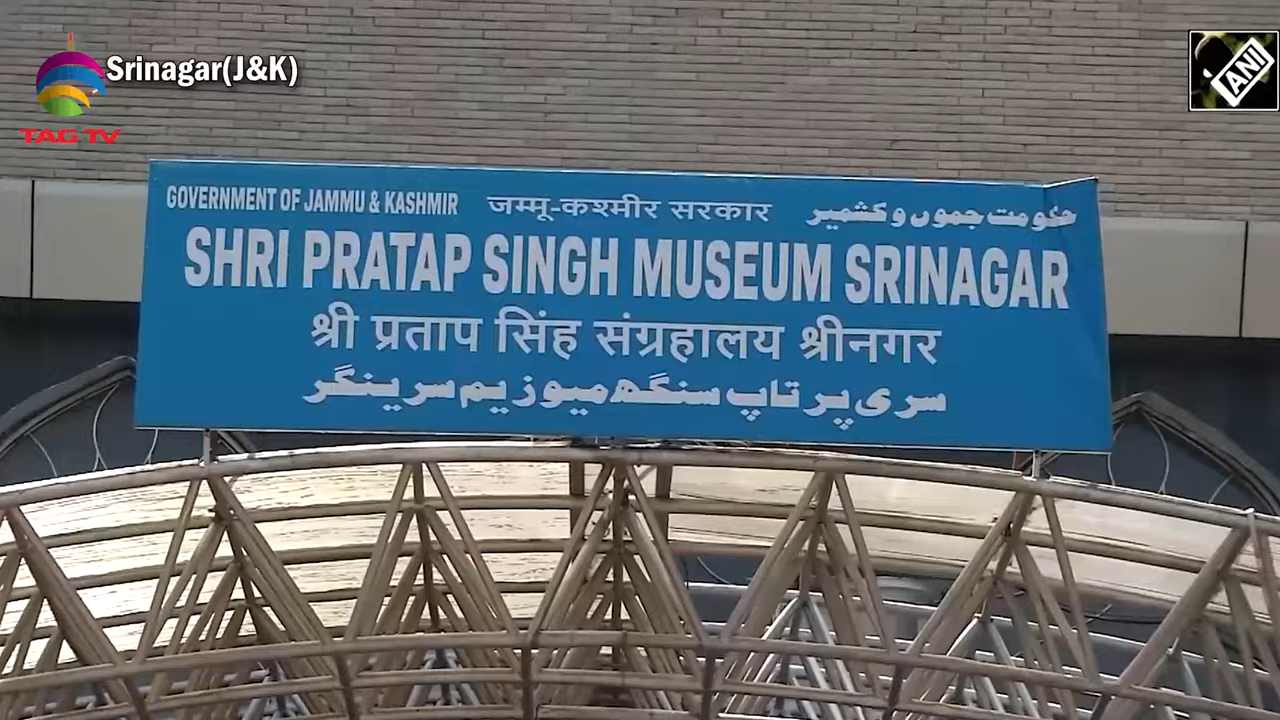 Srinagar(J&K)
TAG TV
ANI
GOVERNMENT OF JAMMU & KASHMIR जम्मू-कश्मीर सरकार حکومت جموں و کشمیر
SHRI PRATAP SINGH MUSEUM SRINAGAR
श्री प्रताप सिंह संग्रहालय श्रीनगर
سری پرتاپ سنگھ میوزیم سرینگر